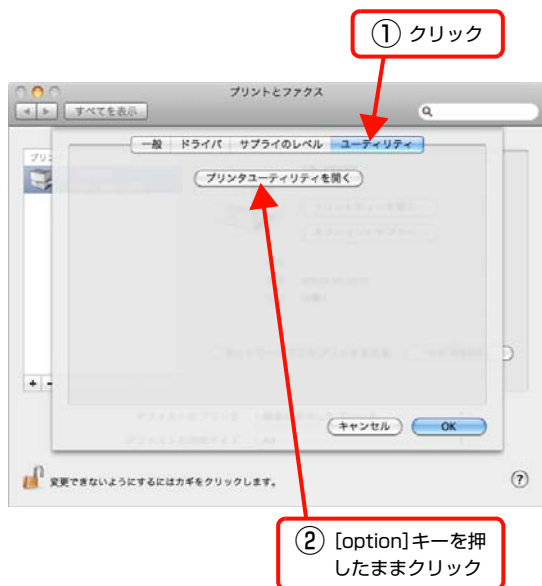 ① クリック
プリントとファクス
すべてを表示
一般 ドライバ サプライのレベル ユーティリティ
プリンタユーティリティを開く
キャンセル OK
変更できないようにするにはカギをクリックします。
② [option]キーを押
したままクリック